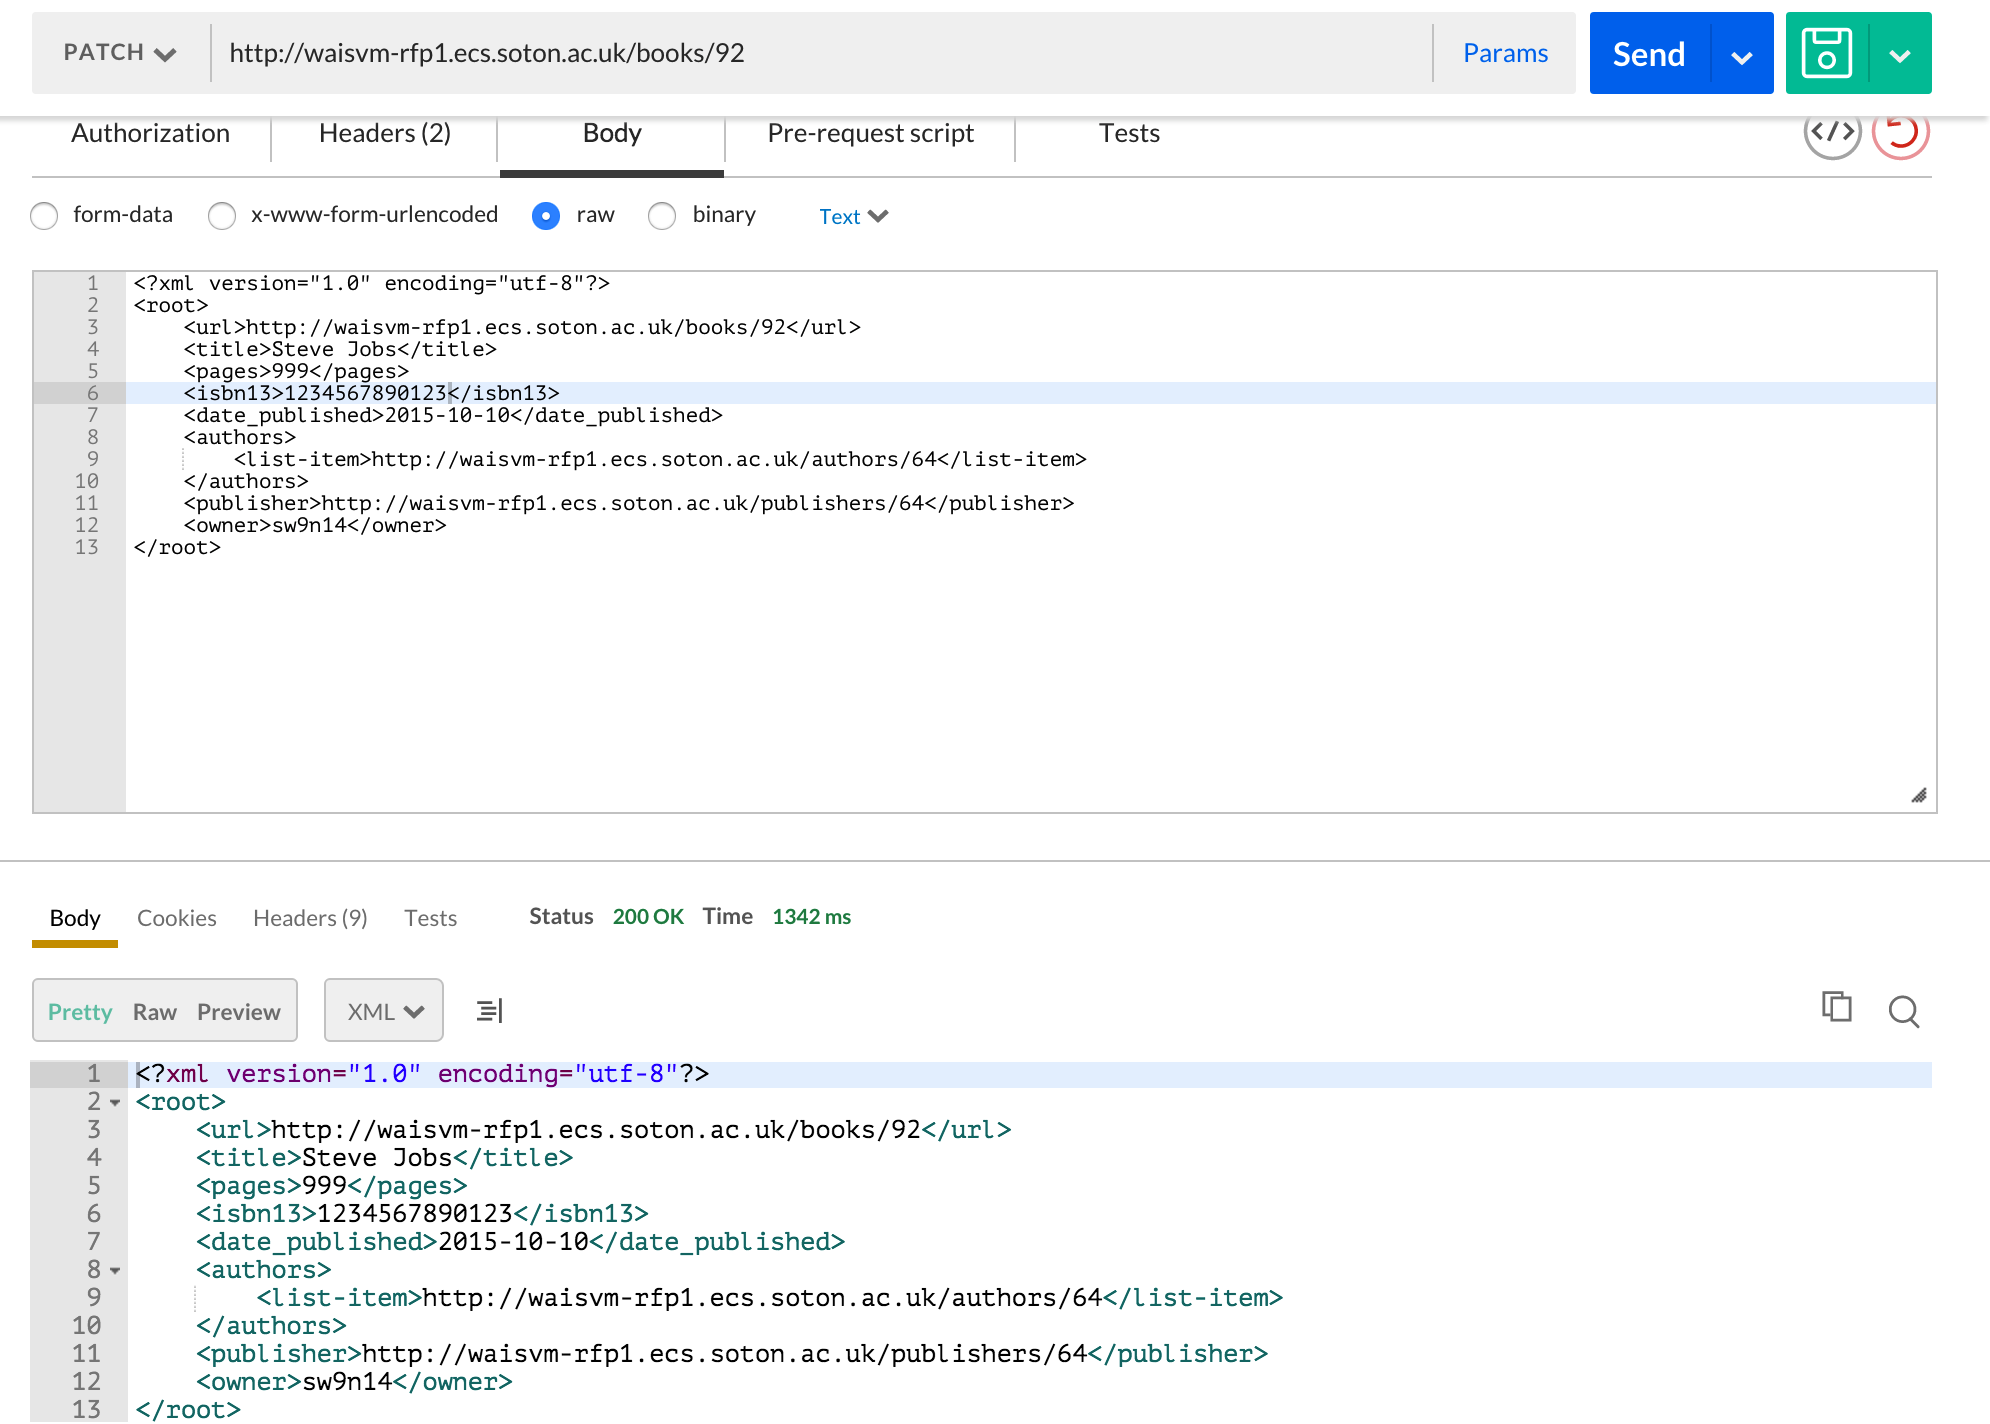 PATCH http://waisvm-rfp1.ecs.soton.ac.uk/books/92 Params Send
Authorization Headers (2) Body Pre-request script Tests </>
form-data x-www-form-urlencoded raw binary Text
1 <?xml version="1.0" encoding="utf-8"?>
2 <root>
3 <url>http://waisvm-rfp1.ecs.soton.ac.uk/books/92</url>
4 <title>Steve Jobs</title>
5 <pages>999</pages>
6 <isbn13>1234567890123</isbn13>
7 <date_published>2015-10-10</date_published>
8 <authors>
9 <list-item>http://waisvm-rfp1.ecs.soton.ac.uk/authors/64</list-item>
10 </authors>
11 <publisher>http://waisvm-rfp1.ecs.soton.ac.uk/publishers/64</publisher>
12 <owner>sw9n14</owner>
13 </root>
Body Cookies Headers (9) Tests Status 200 OK Time 1342 ms
Pretty Raw Preview XML
1 <?xml version="1.0" encoding="utf-8"?>
2 <root>
3 <url>http://waisvm-rfp1.ecs.soton.ac.uk/books/92</url>
4 <title>Steve Jobs</title>
5 <pages>999</pages>
6 <isbn13>1234567890123</isbn13>
7 <date_published>2015-10-10</date_published>
8 <authors>
9 <list-item>http://waisvm-rfp1.ecs.soton.ac.uk/authors/64</list-item>
10 </authors>
11 <publisher>http://waisvm-rfp1.ecs.soton.ac.uk/publishers/64</publisher>
12 <owner>sw9n14</owner>
13 </root>